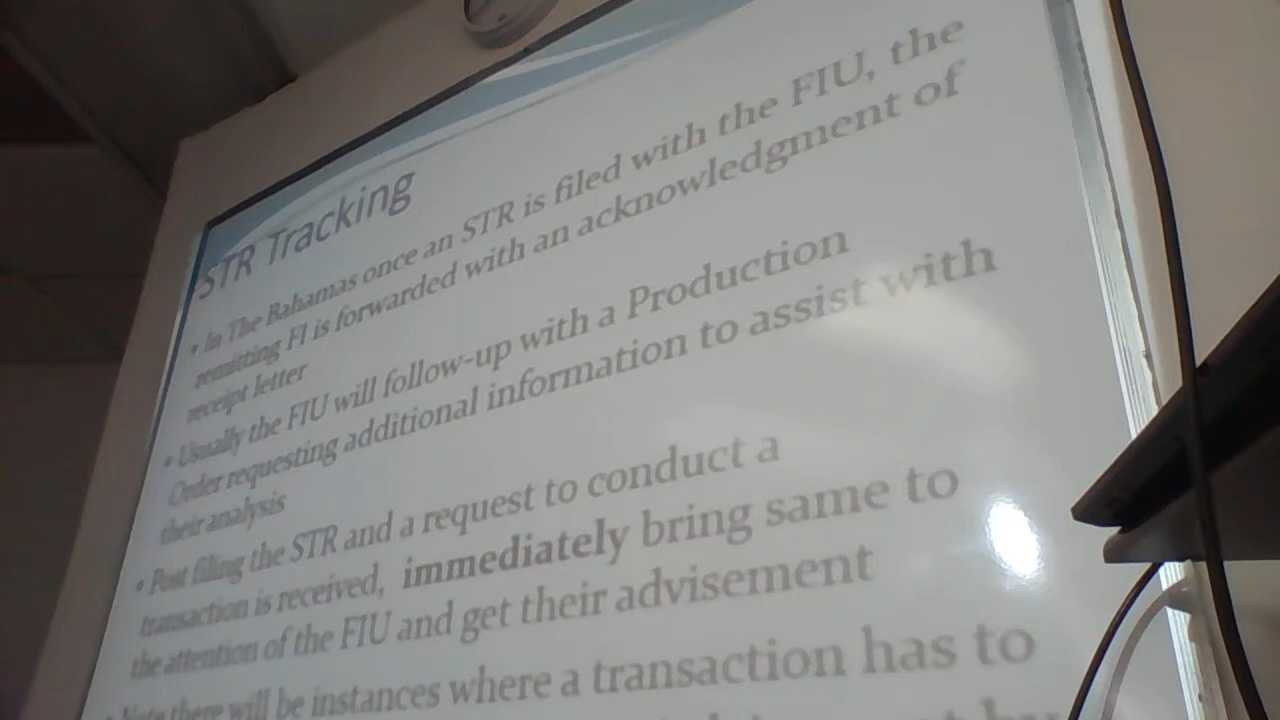 STR Tracking
• In The Bahamas once an STR is filed with the FIU, the
remitting FI is forwarded with an acknowledgment of
receipt letter
• Usually the FIU will follow-up with a Production
Order requesting additional information to assist with
their analysis
• Post filing the STR and a request to conduct a
transaction is received, immediately bring same to
the attention of the FIU and get their advisement
• Note there will be instances where a transaction has to